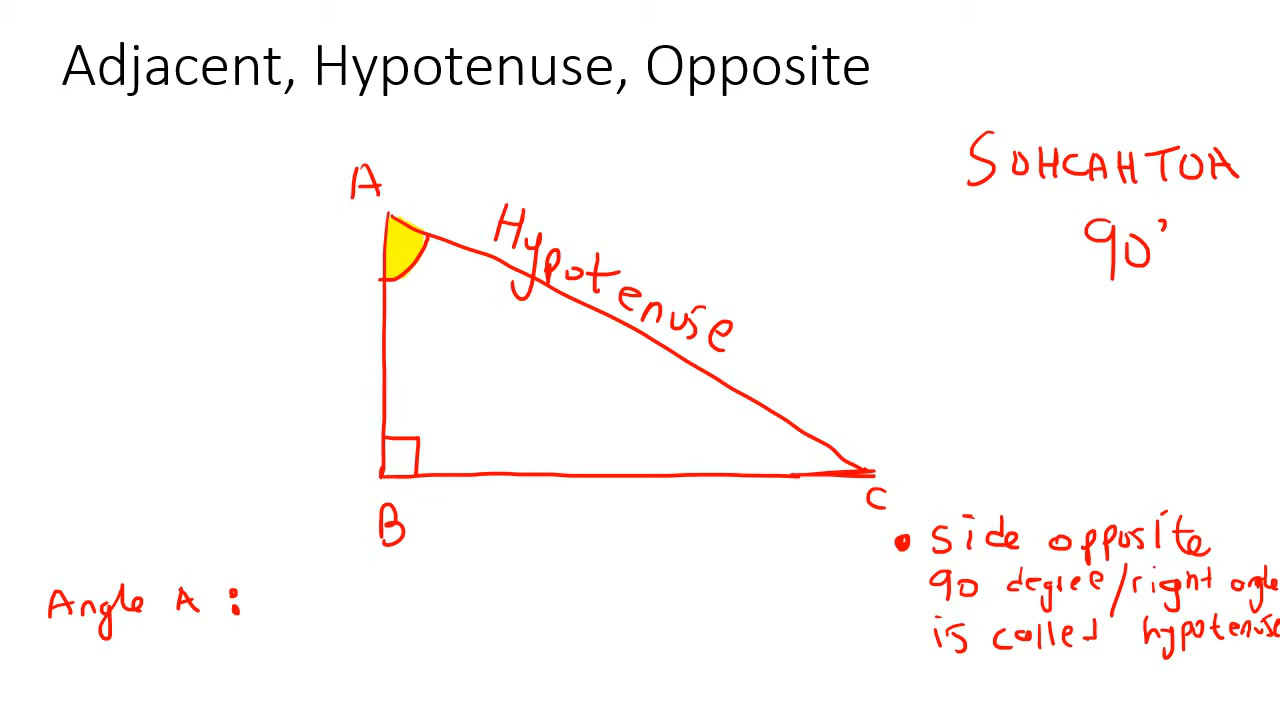 Adjacent, Hypotenuse, Opposite
SOHCAHTOA
90°
A
Hypotenuse
B
C
• Side opposite
90 degree/right angle
is called hypotenuse
Angle A :